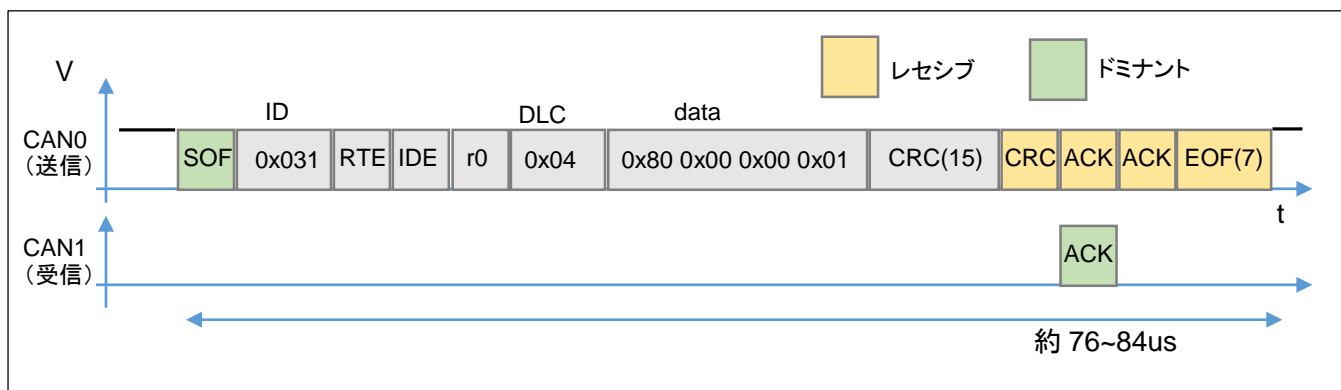 レセシブ ドミナント
V
ID DLC data
CAN0
(送信)
SOF 0x031 RTE IDE r0 0x04 0x80 0x00 0x00 0x01 CRC(15) CRC ACK ACK EOF(7)
t
CAN1
(受信)
ACK
約 76~84us